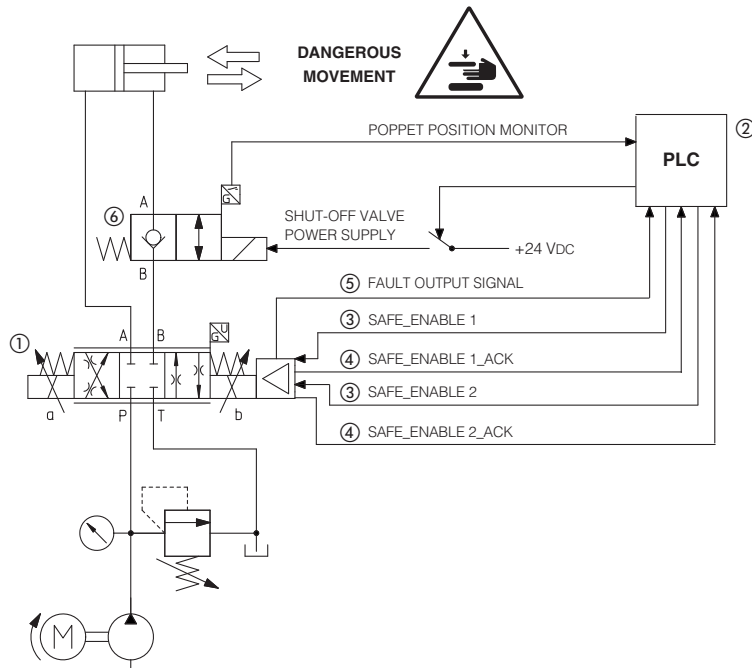 DANGEROUS
MOVEMENT
POPPET POSITION MONITOR
②
PLC
A
⑥
SHUT-OFF VALVE
POWER SUPPLY
+24 VDC
B
⑤ FAULT OUTPUT SIGNAL
③ SAFE_ENABLE 1
①
A B
U
G
④ SAFE_ENABLE 1_ACK
③ SAFE_ENABLE 2
a P T b
④ SAFE_ENABLE 2_ACK
M